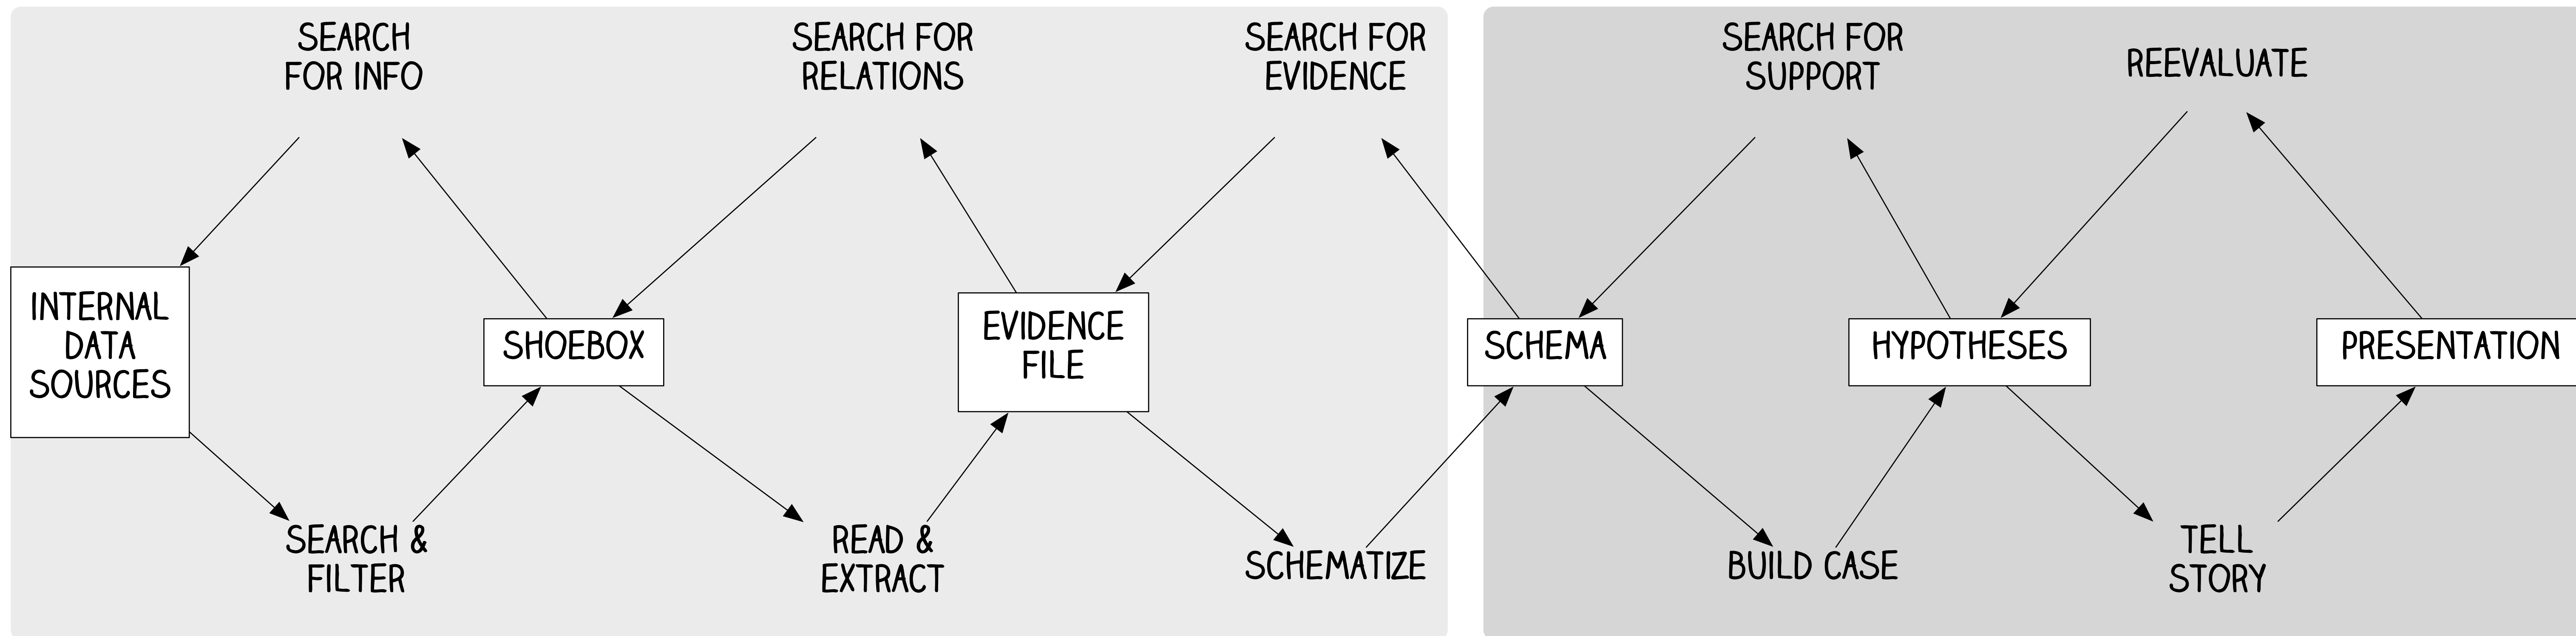 SEARCH
FOR INFO
SEARCH FOR
RELATIONS
SEARCH FOR
EVIDENCE
SEARCH FOR
SUPPORT
REEVALUATE
INTERNAL
DATA
SOURCES
SHOEBOX
EVIDENCE
FILE
SCHEMA
HYPOTHESES
PRESENTATION
SEARCH &
FILTER
READ &
EXTRACT
SCHEMATIZE
BUILD CASE
TELL
STORY